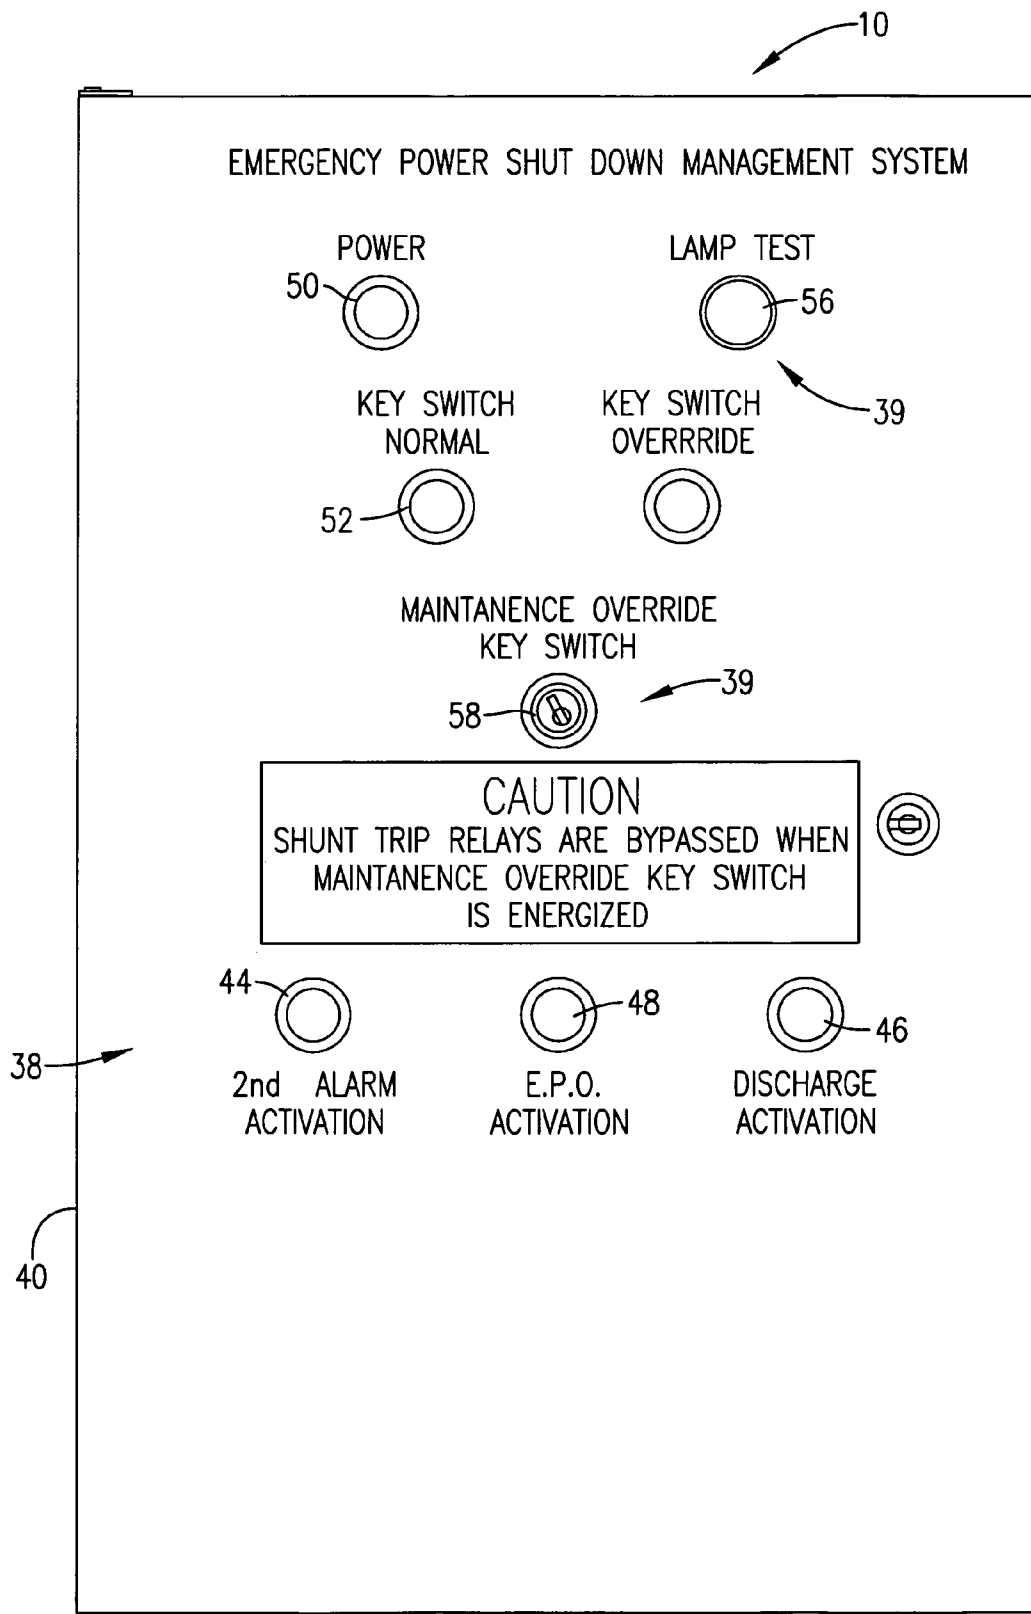 10
EMERGENCY POWER SHUT DOWN MANAGEMENT SYSTEM
POWER
LAMP TEST
50
56
39
KEY SWITCH
NORMAL
KEY SWITCH
OVERRRIDE
52
MAINTANENCE OVERRIDE
KEY SWITCH
39
58
CAUTION
SHUNT TRIP RELAYS ARE BYPASSED WHEN
MAINTANENCE OVERRIDE KEY SWITCH
IS ENERGIZED
44
48
46
38
2nd ALARM
ACTIVATION
E.P.O.
ACTIVATION
DISCHARGE
ACTIVATION
40